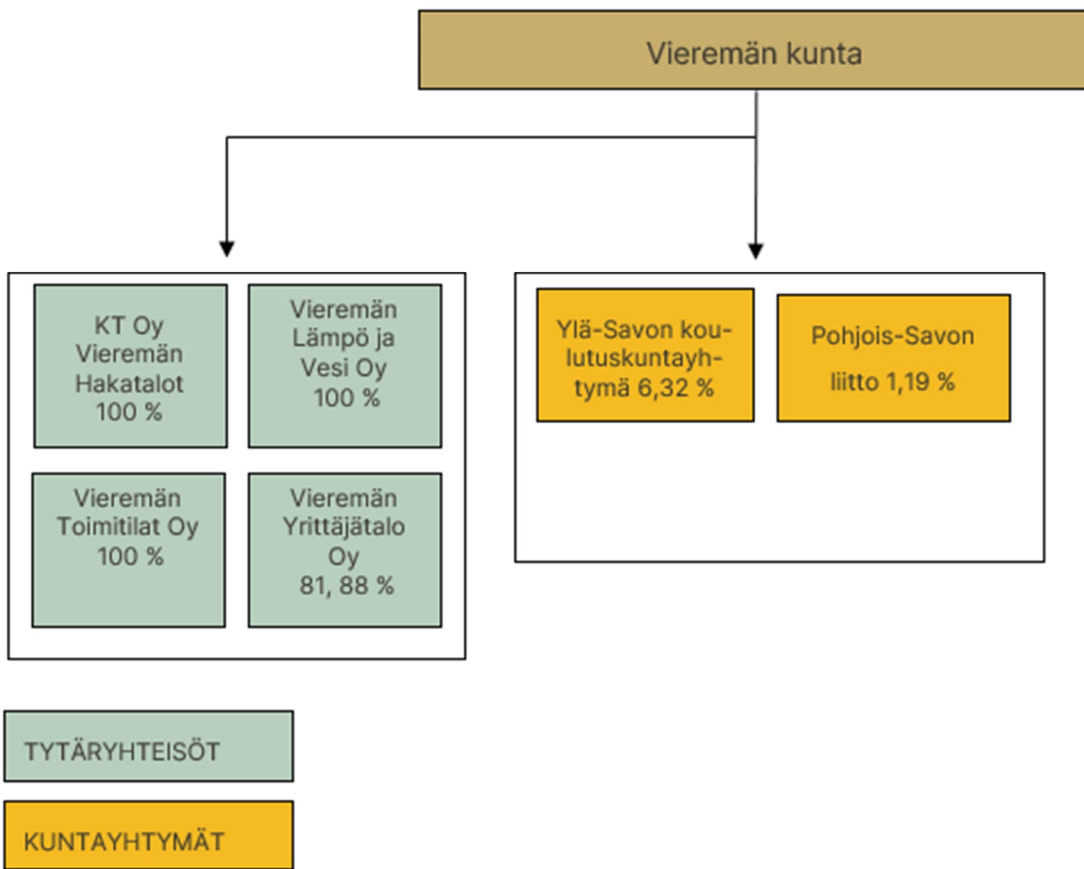 Vieremän kunta
KT Oy
Vieremän
Hakatalot
100 %
Vieremän
Lämpö ja
Vesi Oy
100 %
Vieremän
Toimitilat Oy
100 %
Vieremän
Yrittäjätalo
Oy
81, 88 %
Ylä-Savon kou-
lutuskuntayh-
tymä 6,32 %
Pohjois-Savon
liitto 1,19 %
TYTÄRYHTEISÖT
KUNTAYHTYMÄT